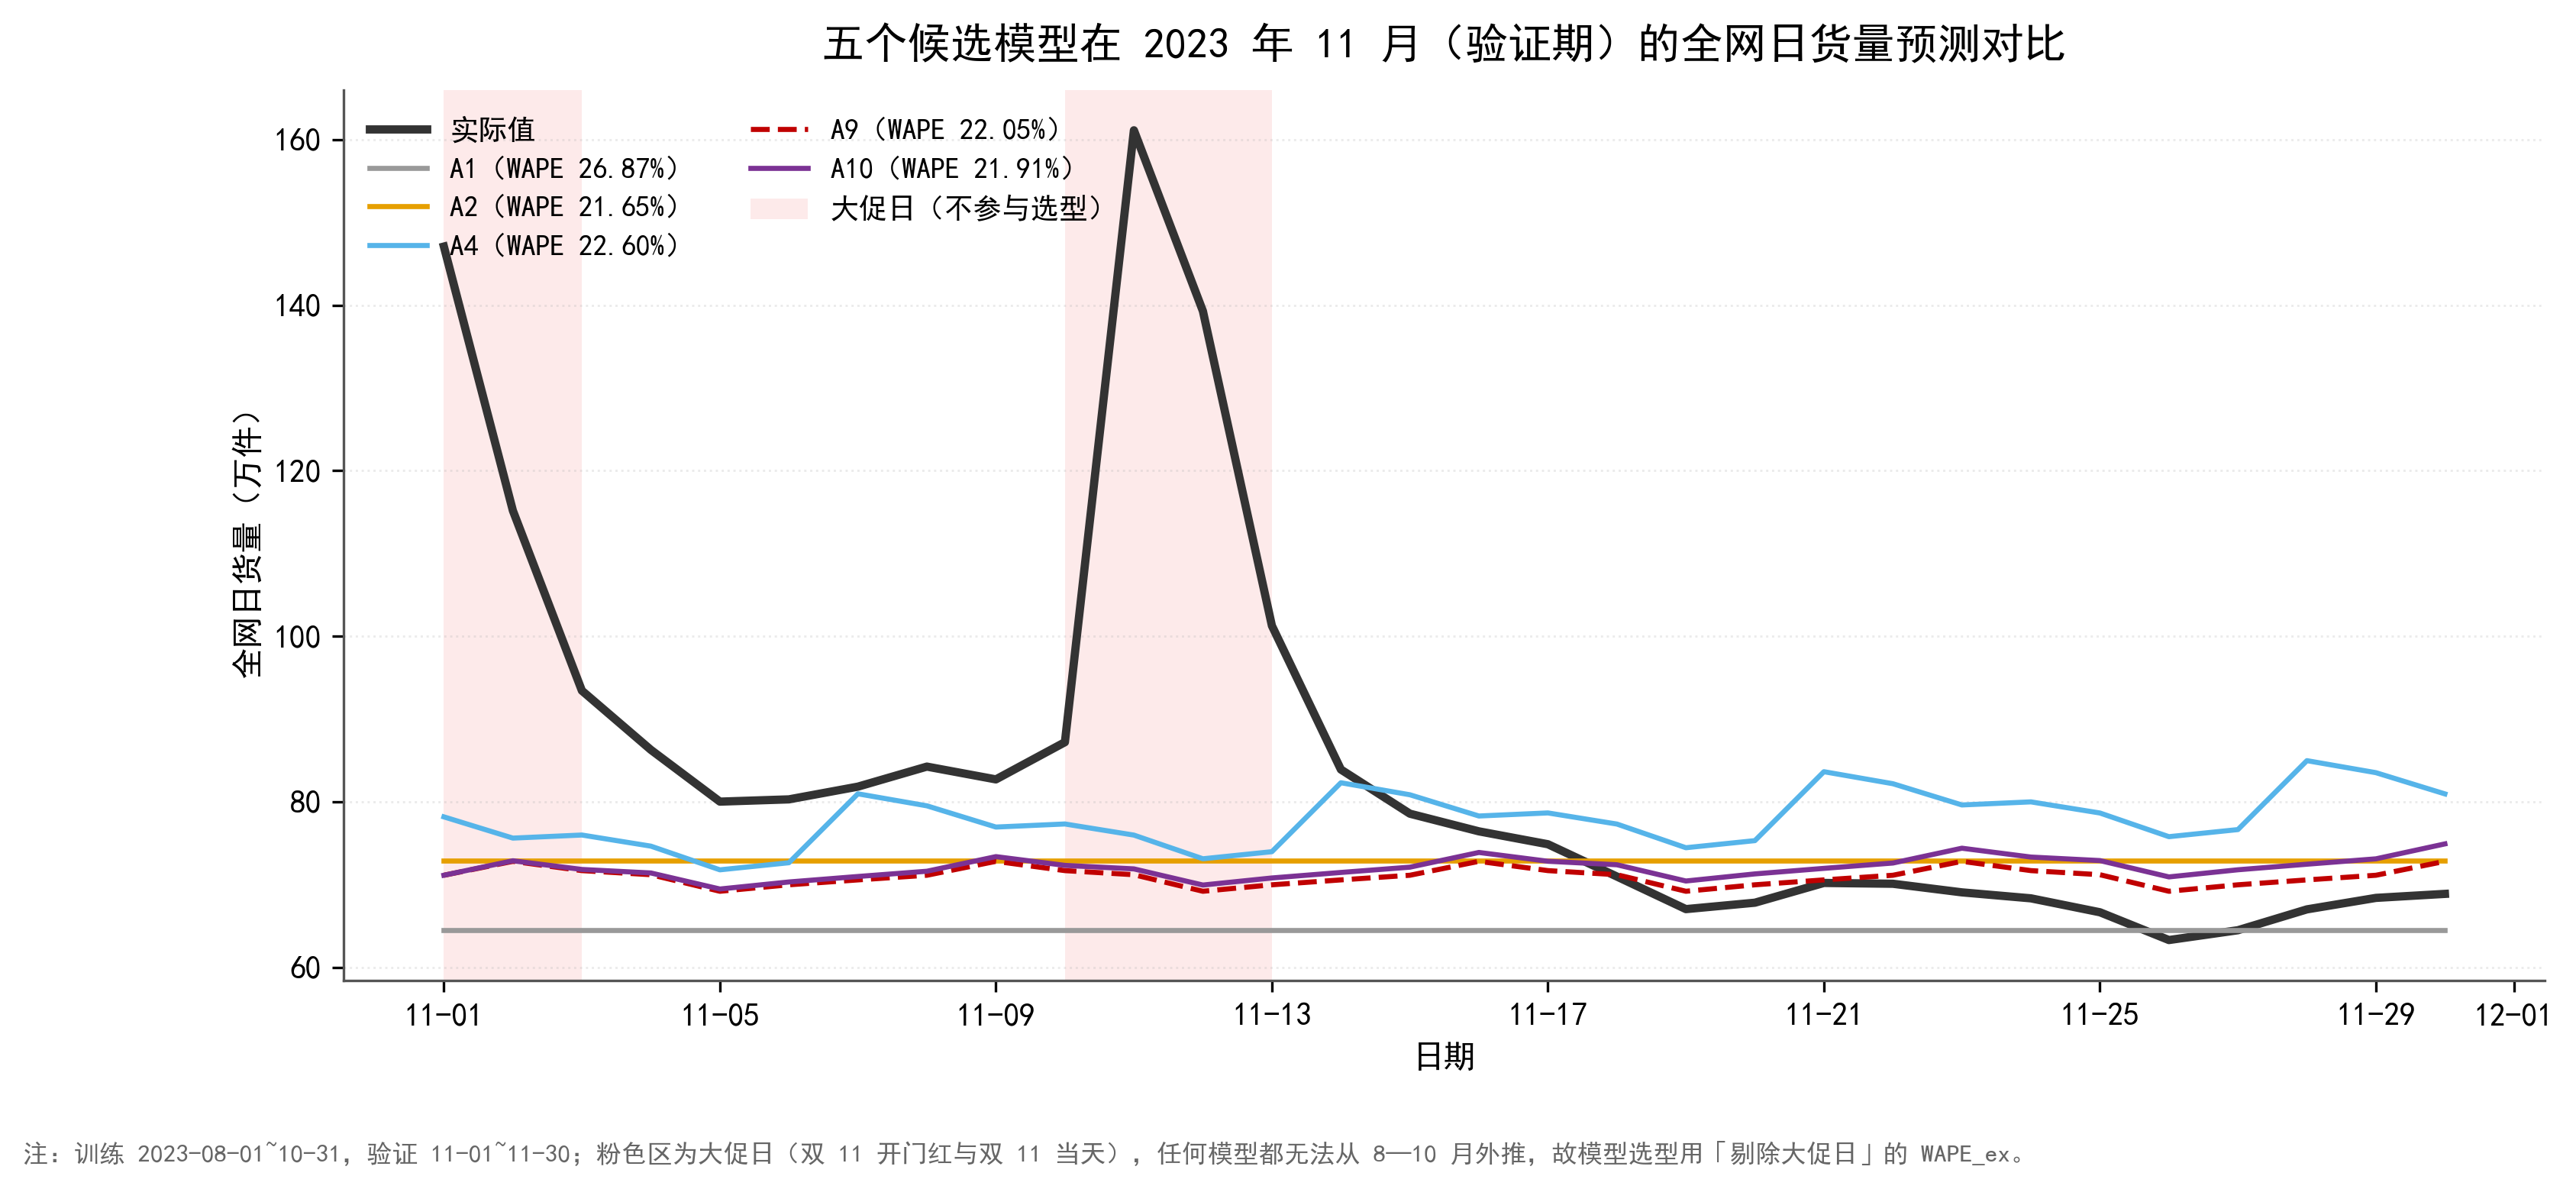 五个候选模型在 2023 年 11 月（验证期）的全网日货量预测对比
实际值
A1（WAPE 26.87%）
A2（WAPE 21.65%）
A4（WAPE 22.60%）
A9（WAPE 22.05%）
A10（WAPE 21.91%）
大促日（不参与选型）
全网日货量（万件）
160
140
120
100
80
60
11-01
11-05
11-09
11-13
11-17
11-21
11-25
11-29
12-01
日期
注：训练 2023-08-01~10-31，验证 11-01~11-30；粉色区为大促日（双 11 开门红与双 11 当天），任何模型都无法从 8—10 月外推，故模型选型用「剔除大促日」的 WAPE_ex。